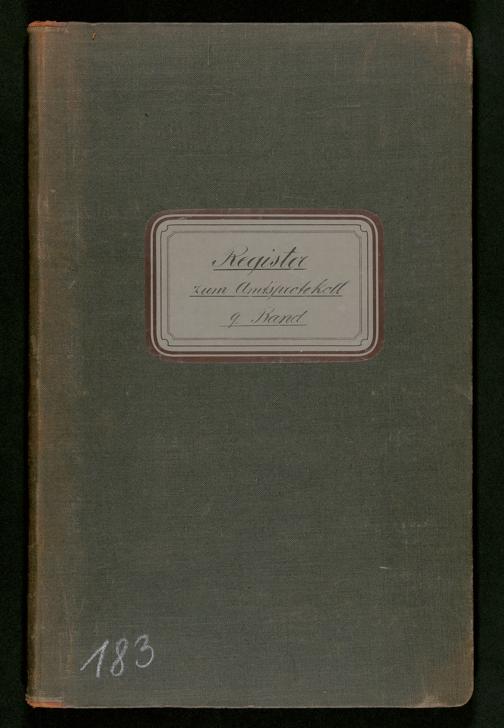 Register
zum Amtsprotokoll
9 Band
183